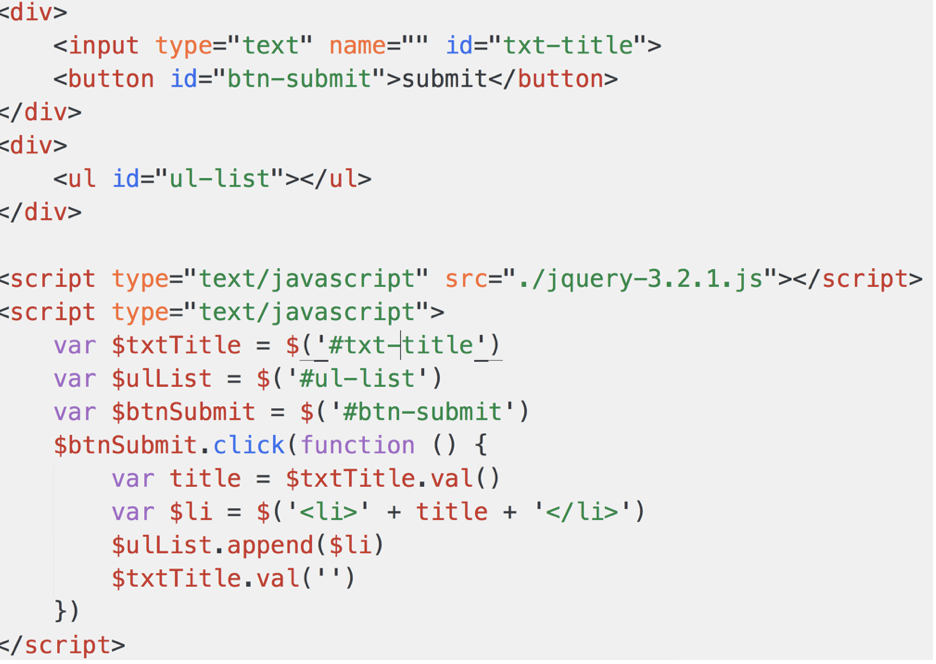 <div>
    <input type="text" name="" id="txt-title">
    <button id="btn-submit">submit</button>
</div>
<div>
    <ul id="ul-list"></ul>
</div>

<script type="text/javascript" src="./jquery-3.2.1.js"></script>
<script type="text/javascript">
    var $txtTitle = $('#txt-title')
    var $ulList = $('#ul-list')
    var $btnSubmit = $('#btn-submit')
    $btnSubmit.click(function () {
        var title = $txtTitle.val()
        var $li = $('<li>' + title + '</li>')
        $ulList.append($li)
        $txtTitle.val('')
    })
</script>